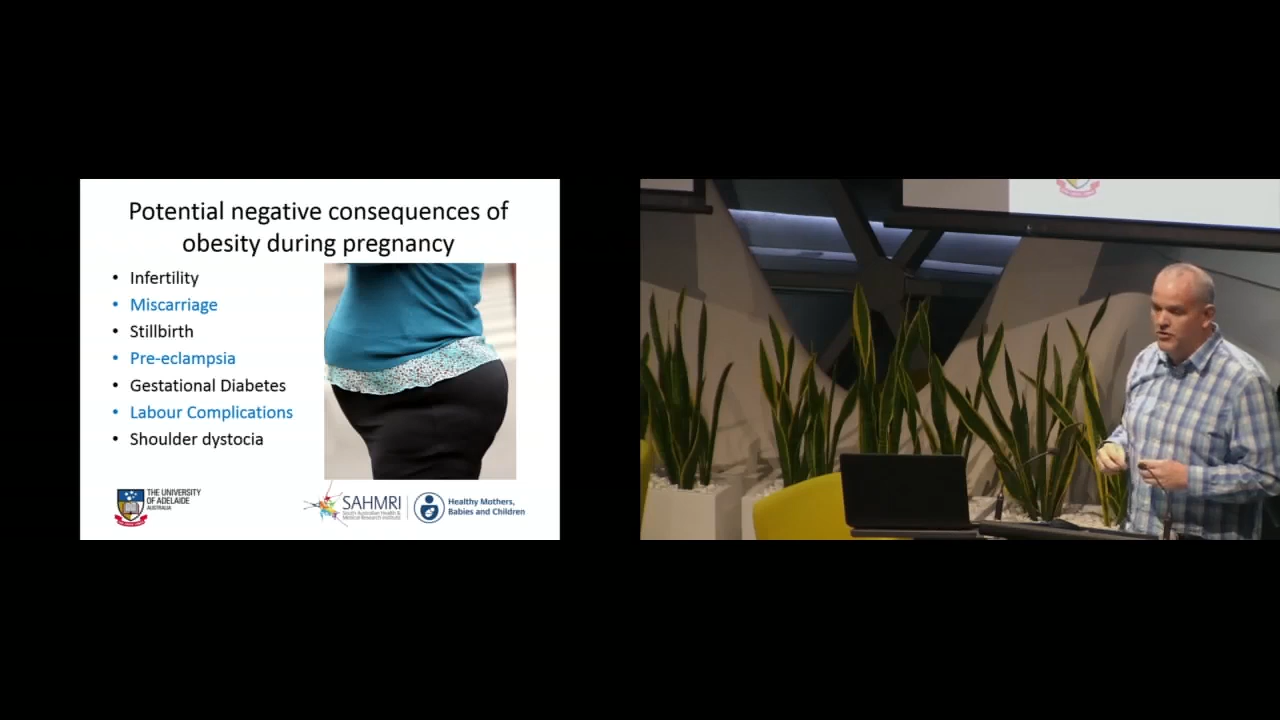 Potential negative consequences of
obesity during pregnancy
• Infertility
• Miscarriage
• Stillbirth
• Pre-eclampsia
• Gestational Diabetes
• Labour Complications
• Shoulder dystocia
THE UNIVERSITY
OF ADELAIDE
AUSTRALIA
SAHMRI
South Australian Health &
Medical Research Institute
Healthy Mothers,
Babies and Children